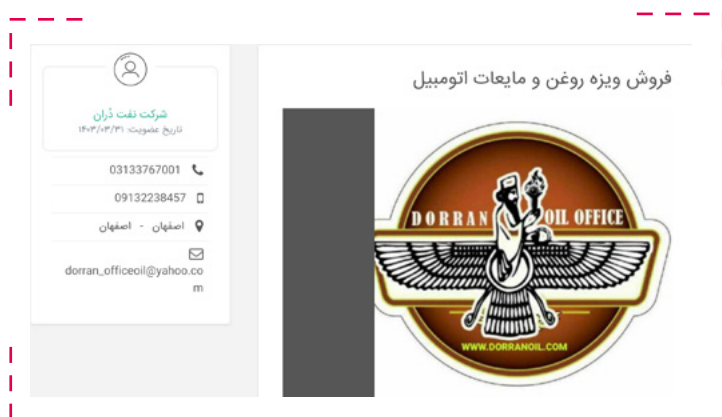 فروش ویژه روغن و مایعات اتومبیل
DORRAN OIL OFFICE
WWW.DORRANOIL.COM
شرکت نفت دُران
تاریخ عضویت: ۱۴۰۳/۰۳/۳۱
03133767001
09132238457
اصفهان - اصفهان
dorran_officeoil@yahoo.co
m